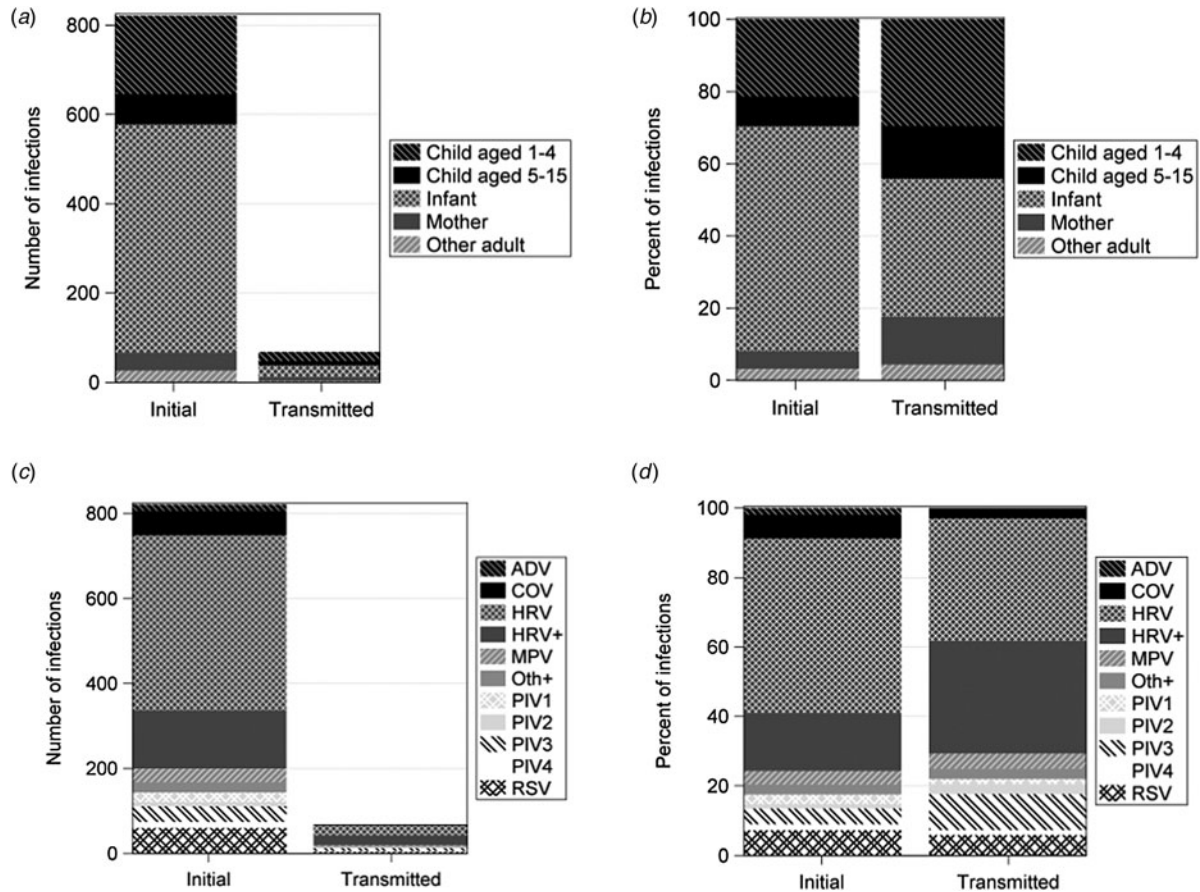 (a)
Number of infections
800
600
400
200
0
Initial
Transmitted
Child aged 1-4
Child aged 5-15
Infant
Mother
Other adult
(b)
Percent of infections
100
80
60
40
20
0
Initial
Transmitted
Child aged 1-4
Child aged 5-15
Infant
Mother
Other adult
(c)
Number of infections
800
600
400
200
0
Initial
Transmitted
ADV
COV
HRV
HRV+
MPV
Oth+
PIV1
PIV2
PIV3
PIV4
RSV
(d)
Percent of infections
100
80
60
40
20
0
Initial
Transmitted
ADV
COV
HRV
HRV+
MPV
Oth+
PIV1
PIV2
PIV3
PIV4
RSV